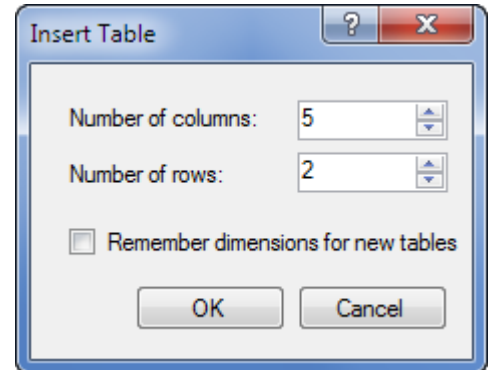 Insert Table
Number of columns: 5
Number of rows: 2
Remember dimensions for new tables
OK Cancel